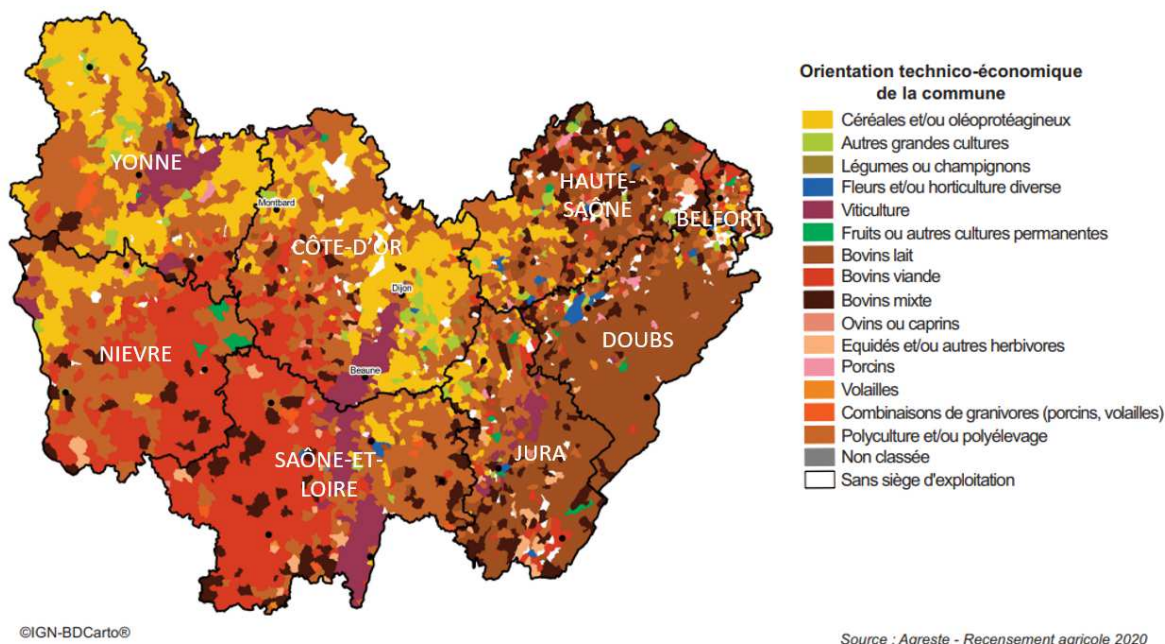 Orientation technico-économique
de la commune
Céréales et/ou oléoprotéagineux
Autres grandes cultures
Légumes ou champignons
Fleurs et/ou horticulture diverse
Viticulture
Fruits ou autres cultures permanentes
Bovins lait
Bovins viande
Bovins mixte
Ovins ou caprins
Equidés et/ou autres herbivores
Porcins
Volailles
Combinaisons de granivores (porcins, volailles)
Polyculture et/ou polyélevage
Non classée
Sans siège d'exploitation
YONNE
Montbard
HAUTE-
SAÔNE
BELFORT
CÔTE-D'OR
Dijon
DOUBS
NIEVRE
Beaune
SAÔNE-ET-
LOIRE
JURA
©IGN-BDCarto®
Source : Agreste - Recensement agricole 2020